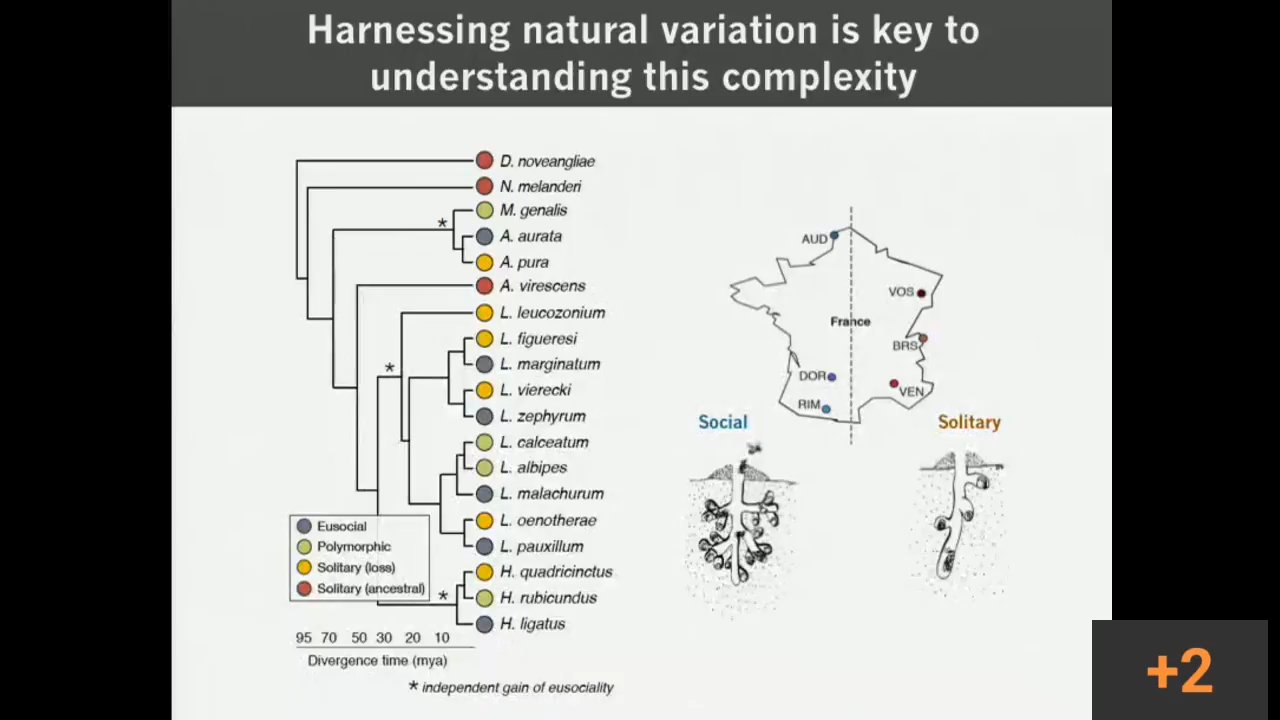 Harnessing natural variation is key to
understanding this complexity
D. noveangliae
N. melanderi
*
M. genalis
A. aurata
A. pura
A. virescens
L. leucozonium
L. figueresi
*
L. marginatum
L. vierecki
L. zephyrum
L. calceatum
L. albipes
L. malachurum
L. oenotherae
L. pauxillum
H. quadricinctus
*
H. rubicundus
H. ligatus
Eusocial
Polymorphic
Solitary (loss)
Solitary (ancestral)
95 70 50 30 20 10
Divergence time (mya)
* independent gain of eusociality
AUD
VOS
France
BRS
DOR
VEN
RIM
Social
Solitary
+2